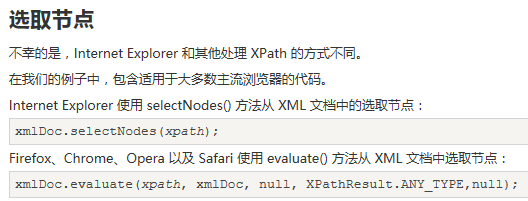 选取节点
不幸的是，Internet Explorer 和其他处理 XPath 的方式不同。
在我们的例子中，包含适用于大多数主流浏览器的代码。
Internet Explorer 使用 selectNodes() 方法从 XML 文档中的选取节点：
xmlDoc.selectNodes(xpath);
Firefox、Chrome、Opera 以及 Safari 使用 evaluate() 方法从 XML 文档中选取节点：
xmlDoc.evaluate(xpath, xmlDoc, null, XPathResult.ANY_TYPE,null);